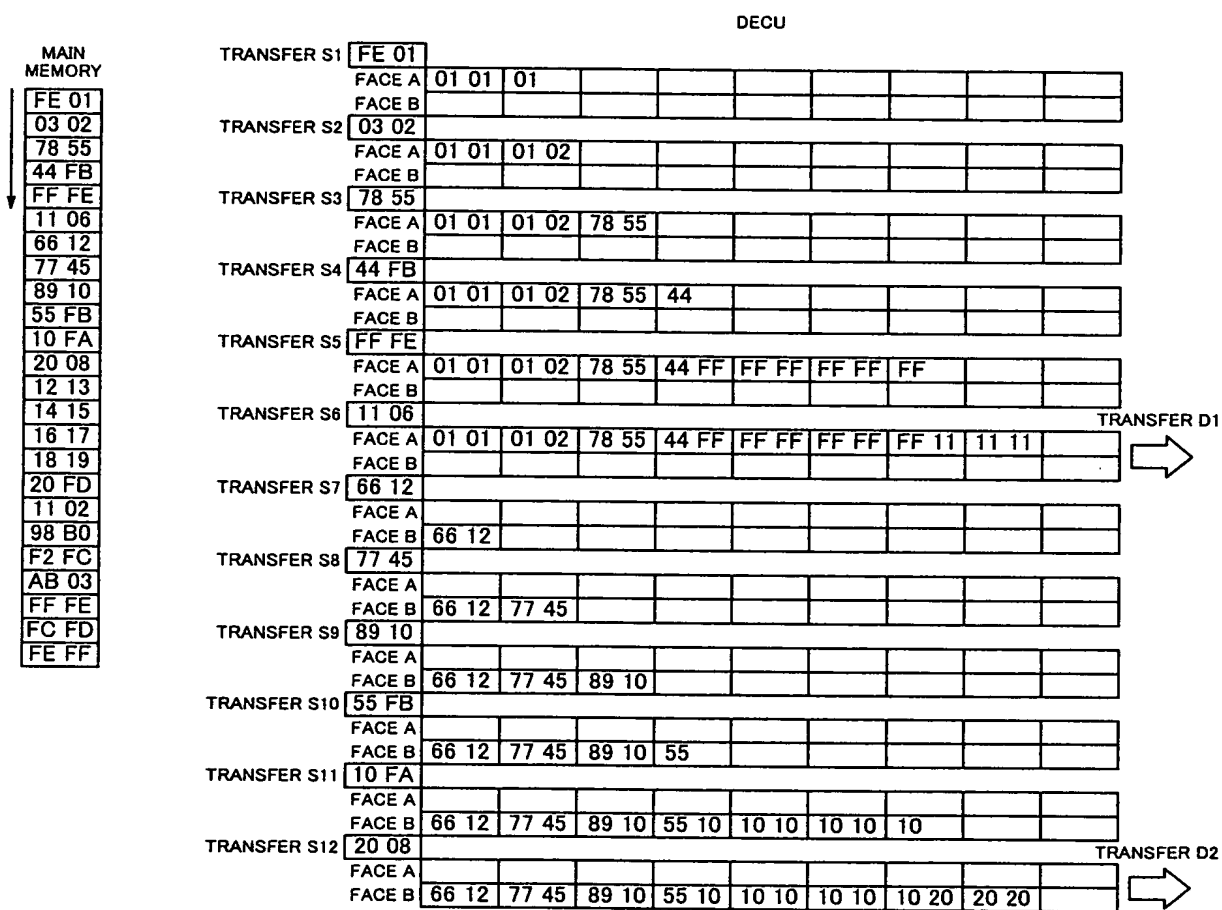 DECU
MAIN
MEMORY
FE 01
03 02
78 55
44 FB
FF FE
11 06
66 12
77 45
89 10
55 FB
10 FA
20 08
12 13
14 15
16 17
18 19
20 FD
11 02
98 B0
F2 FC
AB 03
FF FE
FC FD
FE FF
TRANSFER S1 FE 01
FACE A 01 01 01
FACE B
TRANSFER S2 03 02
FACE A 01 01 01 02
FACE B
TRANSFER S3 78 55
FACE A 01 01 01 02 78 55
FACE B
TRANSFER S4 44 FB
FACE A 01 01 01 02 78 55 44
FACE B
TRANSFER S5 FF FE
FACE A 01 01 01 02 78 55 44 FF FF FF FF FF FF
FACE B
TRANSFER S6 11 06
TRANSFER D1
FACE A 01 01 01 02 78 55 44 FF FF FF FF FF FF 11 11 11
FACE B
TRANSFER S7 66 12
FACE A
FACE B 66 12
TRANSFER S8 77 45
FACE A
FACE B 66 12 77 45
TRANSFER S9 89 10
FACE A
FACE B 66 12 77 45 89 10
TRANSFER S10 55 FB
FACE A
FACE B 66 12 77 45 89 10 55
TRANSFER S11 10 FA
FACE A
FACE B 66 12 77 45 89 10 55 10 10 10 10 10 10
TRANSFER S12 20 08
TRANSFER D2
FACE A
FACE B 66 12 77 45 89 10 55 10 10 10 10 10 10 20 20 20